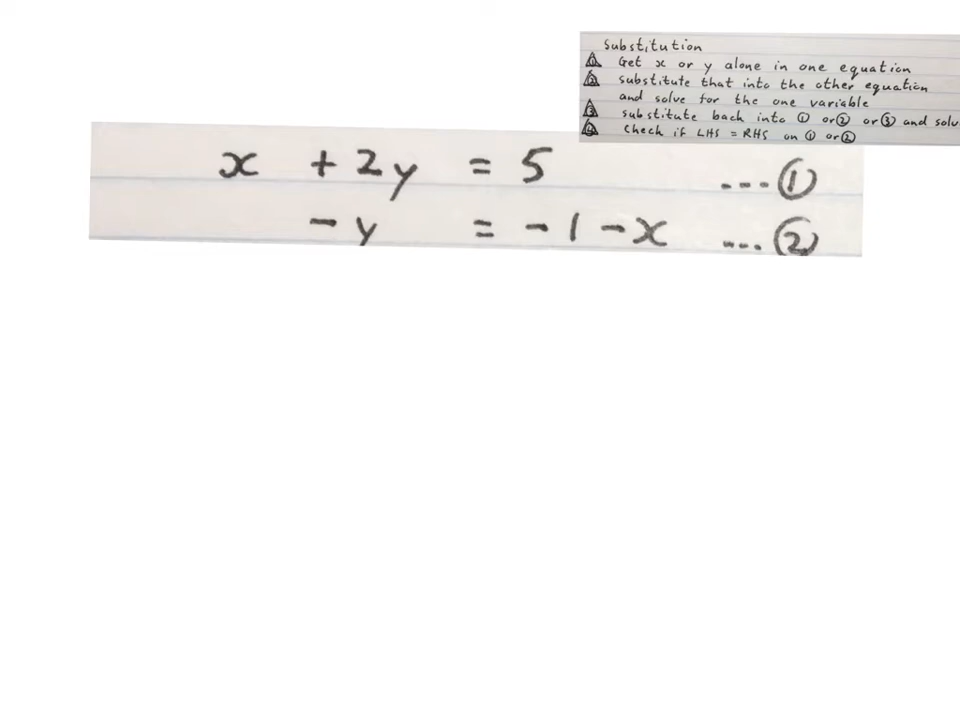 Substitution
1 Get x or y alone in one equation
2 substitute that into the other equation
and solve for the one variable
3 substitute back into ① or ② or ③ and solv
4 Check if LHS = RHS on ① or ②
x + 2y = 5 ....①
- y = - 1 - x ....②